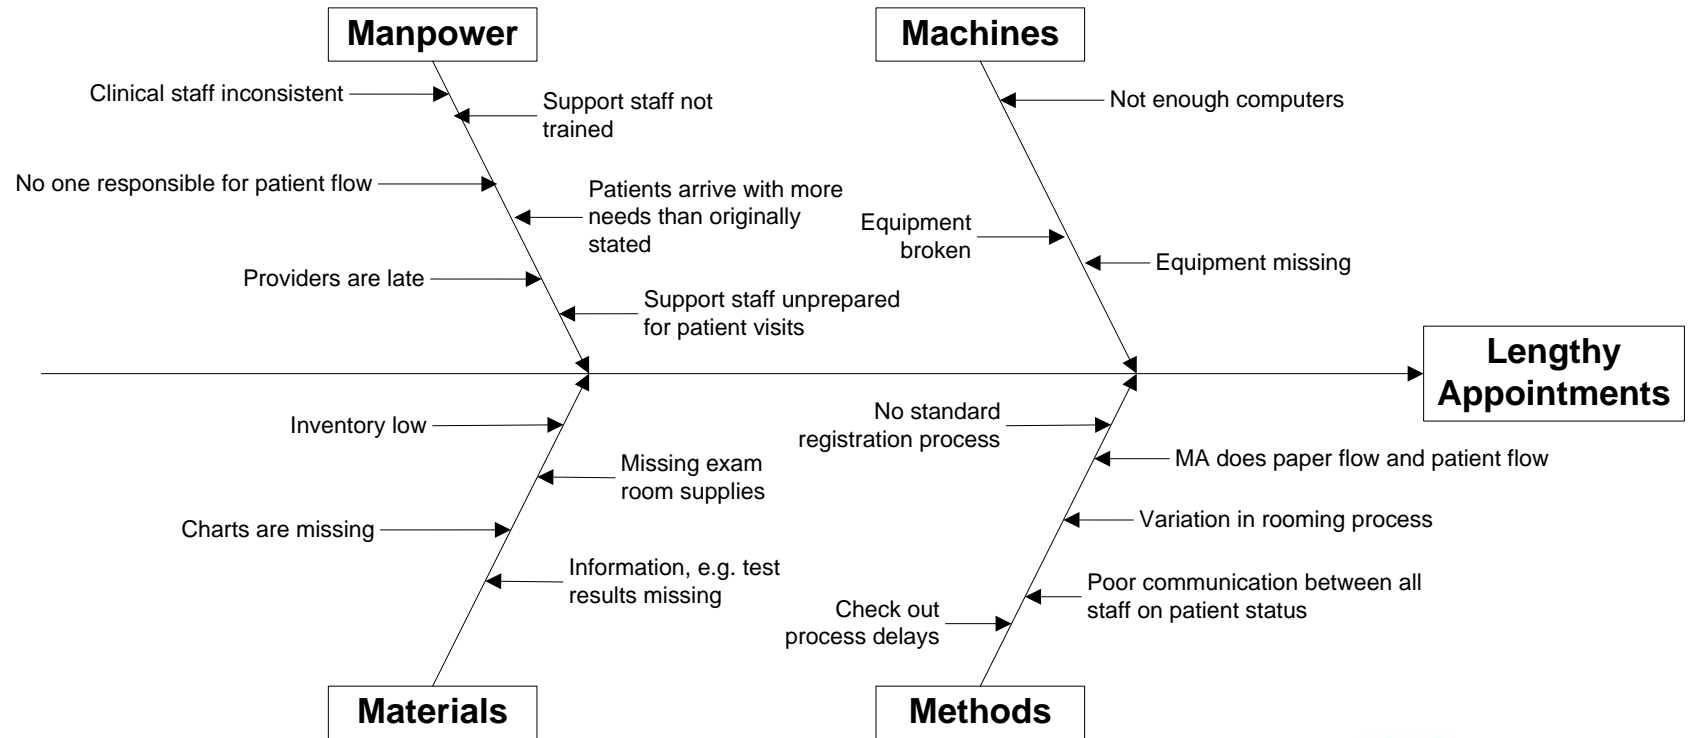 Manpower
Machines
Clinical staff inconsistent
Support staff not
trained
No one responsible for patient flow
Patients arrive with more
needs than originally
stated
Providers are late
Support staff unprepared
for patient visits
Not enough computers
Equipment
broken
Equipment missing
Lengthy
Appointments
Inventory low
Missing exam
room supplies
Charts are missing
Information, e.g. test
results missing
No standard
registration process
MA does paper flow and patient flow
Variation in rooming process
Poor communication between all
staff on patient status
Check out
process delays
Materials
Methods